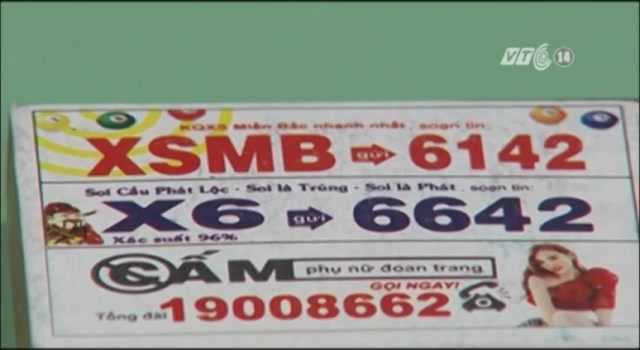 VTC 14
KQXS Miền Bắc nhanh nhất, soạn tin:
XSMB gửi 6142
Soi Cầu Phát Lộc - Soi là Trúng - Soi là Phát, soạn tin:
X6 gửi 6642
Xác suất 96%
CẤM phụ nữ đoan trang
GỌI NGAY!
Tổng đài 19008662